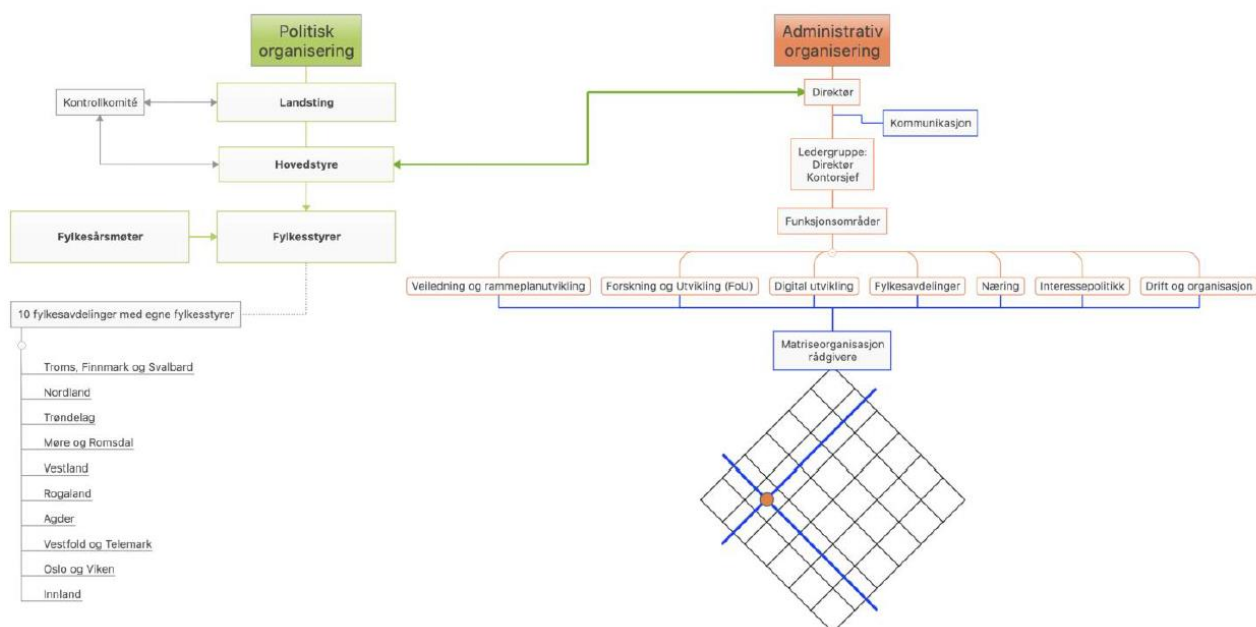 Politisk
organisering
Administrativ
organisering
Kontrollkomité
Landsting
Direktør
Kommunikasjon
Hovedstyre
Ledergruppe:
Direktør
Kontorsjef
Fylkesårsmøter
Fylkesstyrer
Funksjonsområder
Veiledning og rammeplanutvikling
Forskning og Utvikling (FoU)
Digital utvikling
Fylkesavdelinger
Næring
Interessepolitikk
Drift og organisasjon
10 fylkesavdelinger med egne fylkesstyrer
Matriseorganisasjon
rådgivere
Troms, Finnmark og Svalbard
Nordland
Trøndelag
Møre og Romsdal
Vestland
Rogaland
Agder
Vestfold og Telemark
Oslo og Viken
Innland